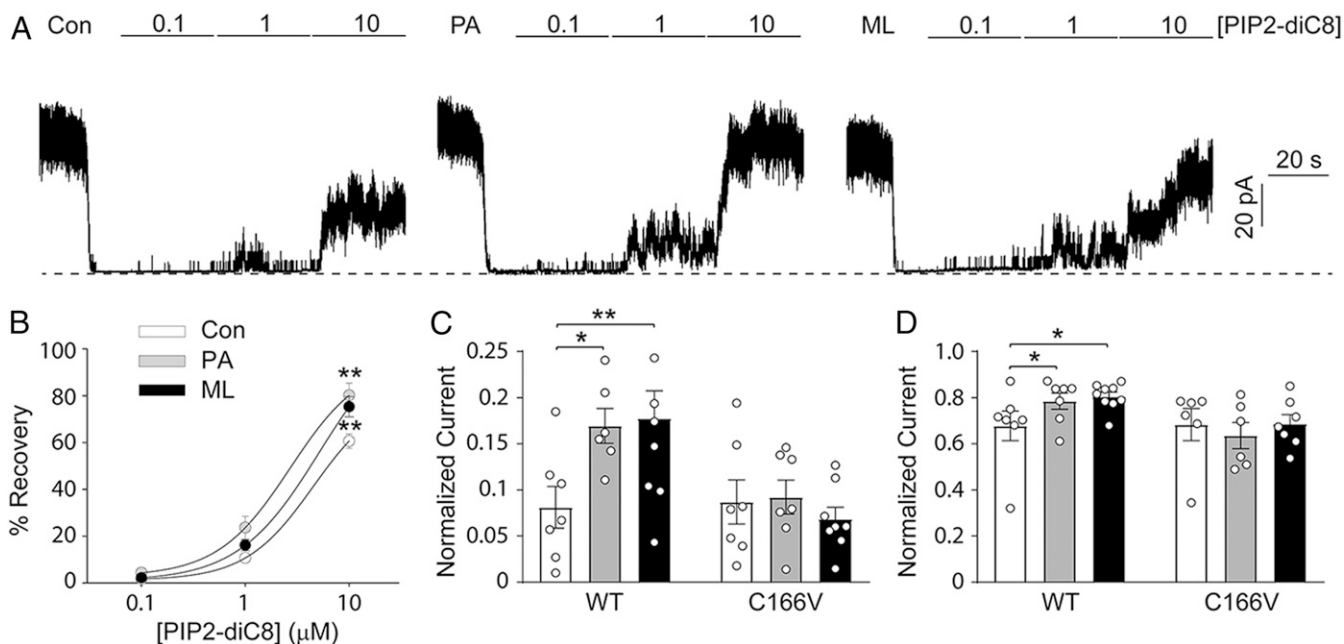 A
Con 0.1 1 10 PA 0.1 1 10 ML 0.1 1 10 [PIP2-diC8]
20 s
20 pA
B
Con
PA
ML
100
80
60
40
20
0
**
**
% Recovery
0.1 1 10
[PIP2-diC8] (μM)
C
**
*
0.25
0.20
0.15
0.1
0.05
0
Normalized Current
WT C166V
D
*
*
1.0
0.8
0.6
0.4
0.2
0.0
Normalized Current
WT C166V